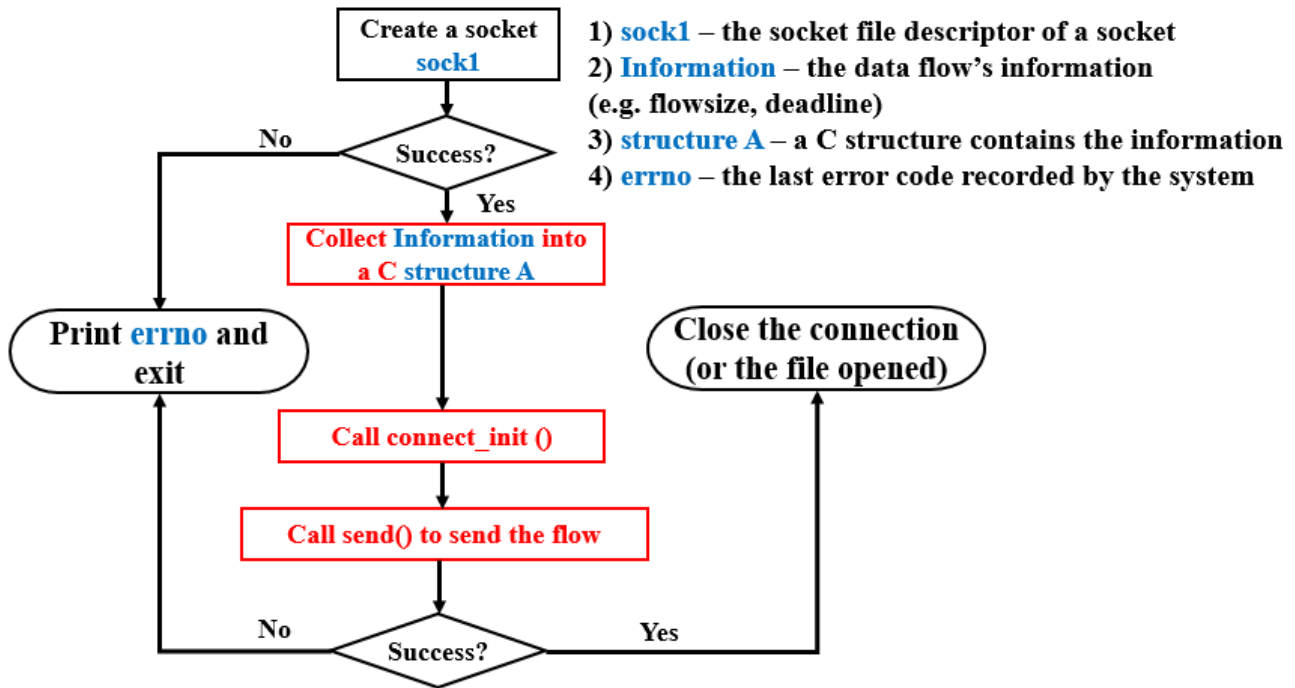 Create a socket
sock1
1) sock1 – the socket file descriptor of a socket
2) Information – the data flow's information
(e.g. flowsize, deadline)
3) structure A – a C structure contains the information
4) errno – the last error code recorded by the system
No
Success?
Yes
Collect Information into
a C structure A
Print errno and
exit
Close the connection
(or the file opened)
Call connect_init ()
Call send() to send the flow
No
Success?
Yes